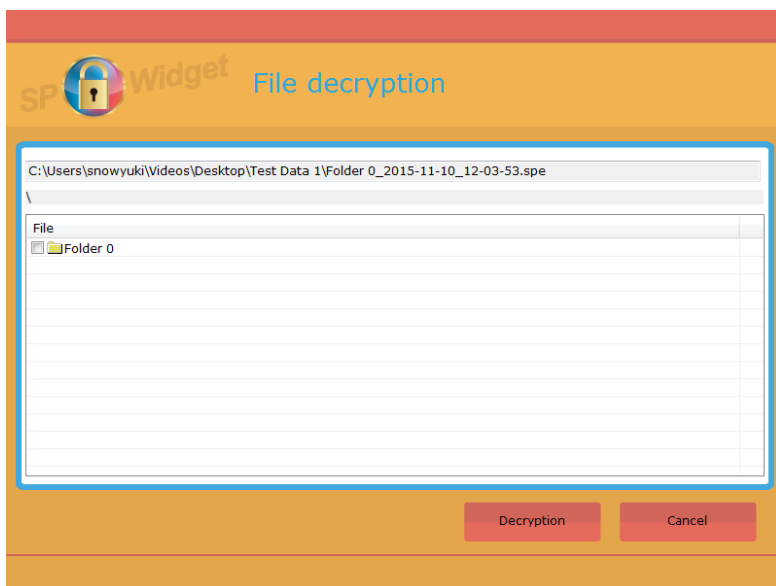 SP Widget
File decryption
C:\Users\snowyuki\Videos\Desktop\Test Data 1\Folder 0_2015-11-10_12-03-53.spe
\
File
Folder 0
Decryption
Cancel